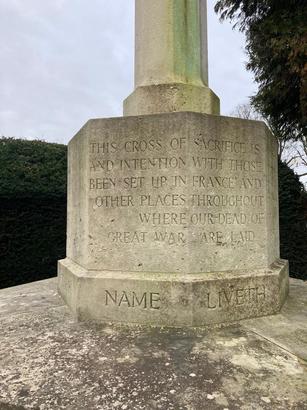 THIS CROSS OF SACRIFICE IS
AND INTENTION WITH THOSE
BEEN SET UP IN FRANCE AND
OTHER PLACES THROUGHOUT
WHERE OUR DEAD OF
GREAT WAR ARE LAID
NAME LIVETH